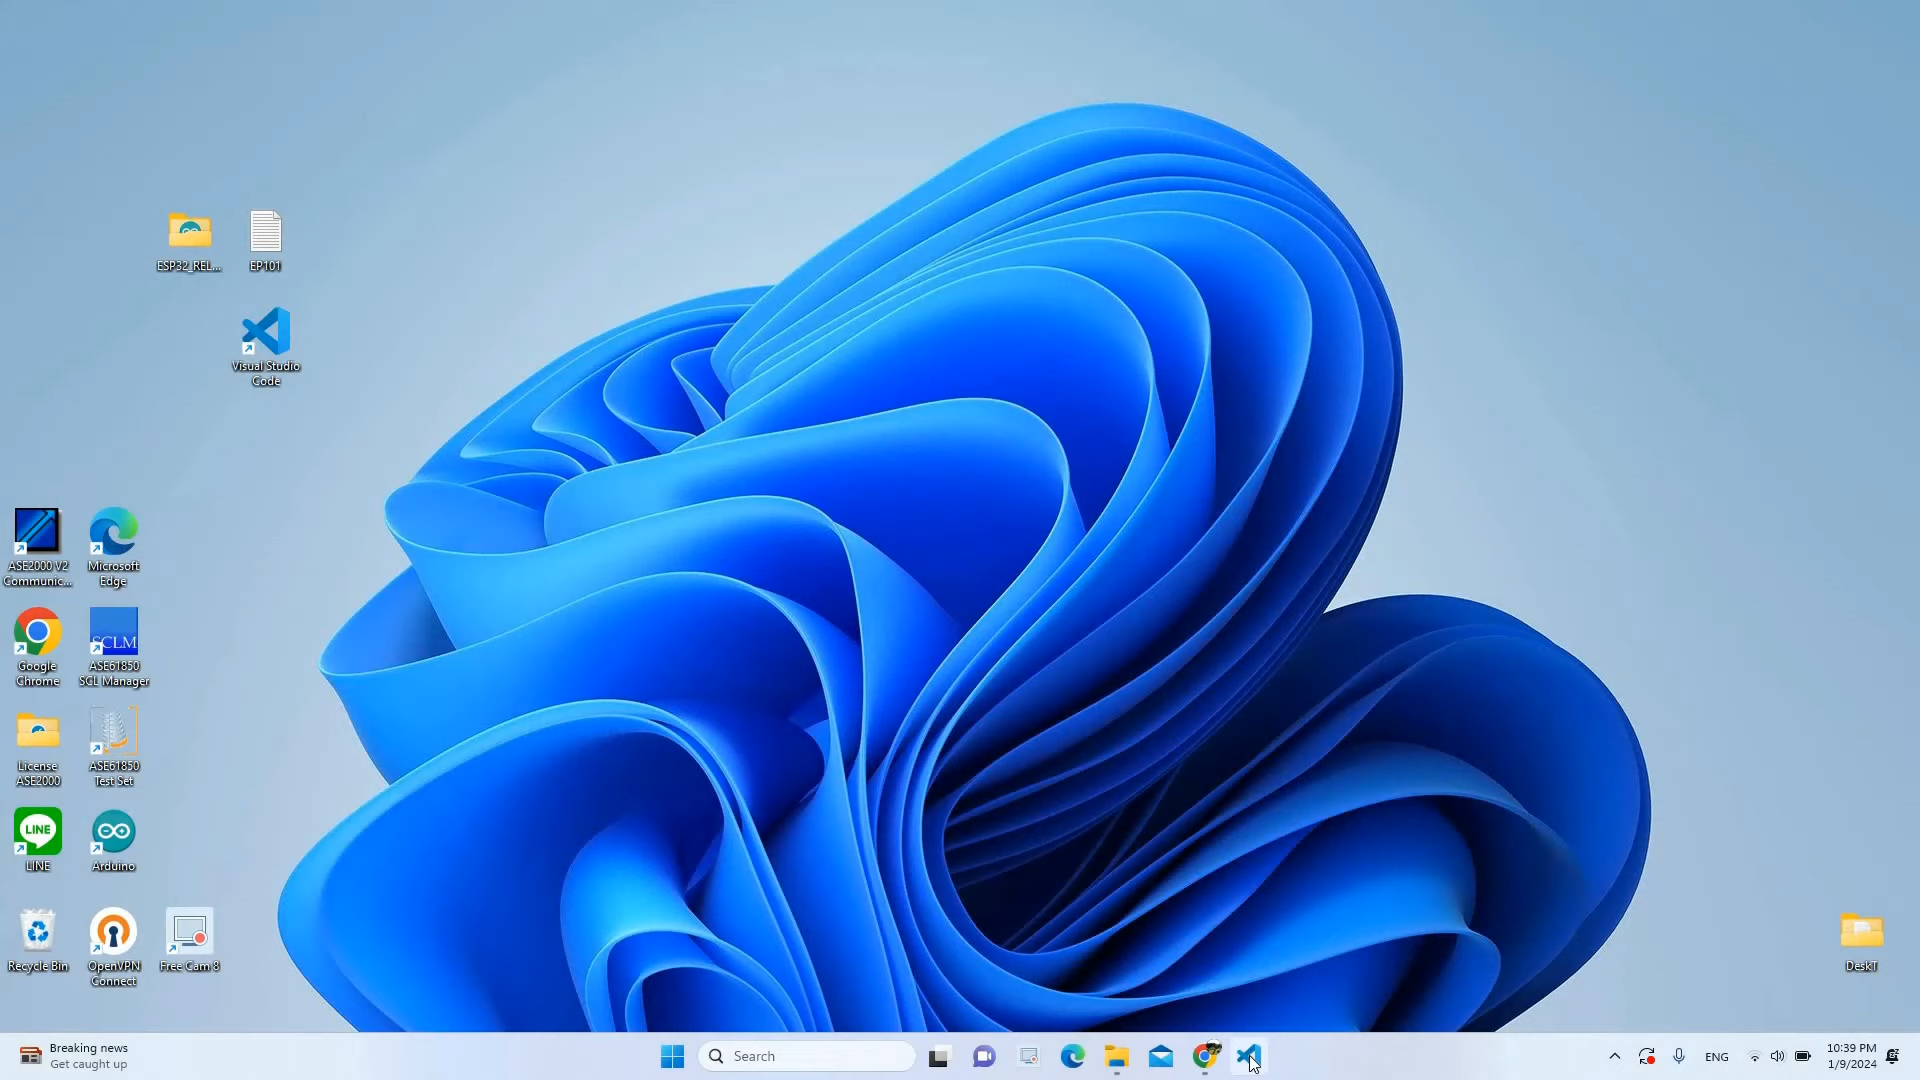 ESP32_REL...
EP101
Visual Studio
Code
ASE2000 V2
Communic...
Microsoft
Edge
Google
Chrome
SCLM
ASE61850
SCL Manager
License
ASE2000
ASE61850
Test Set
LINE
LINE
Arduino
Recycle Bin
OpenVPN
Connect
Free Cam 8
DeskT
Breaking news
Get caught up
Search
ENG
10:39 PM
1/9/2024